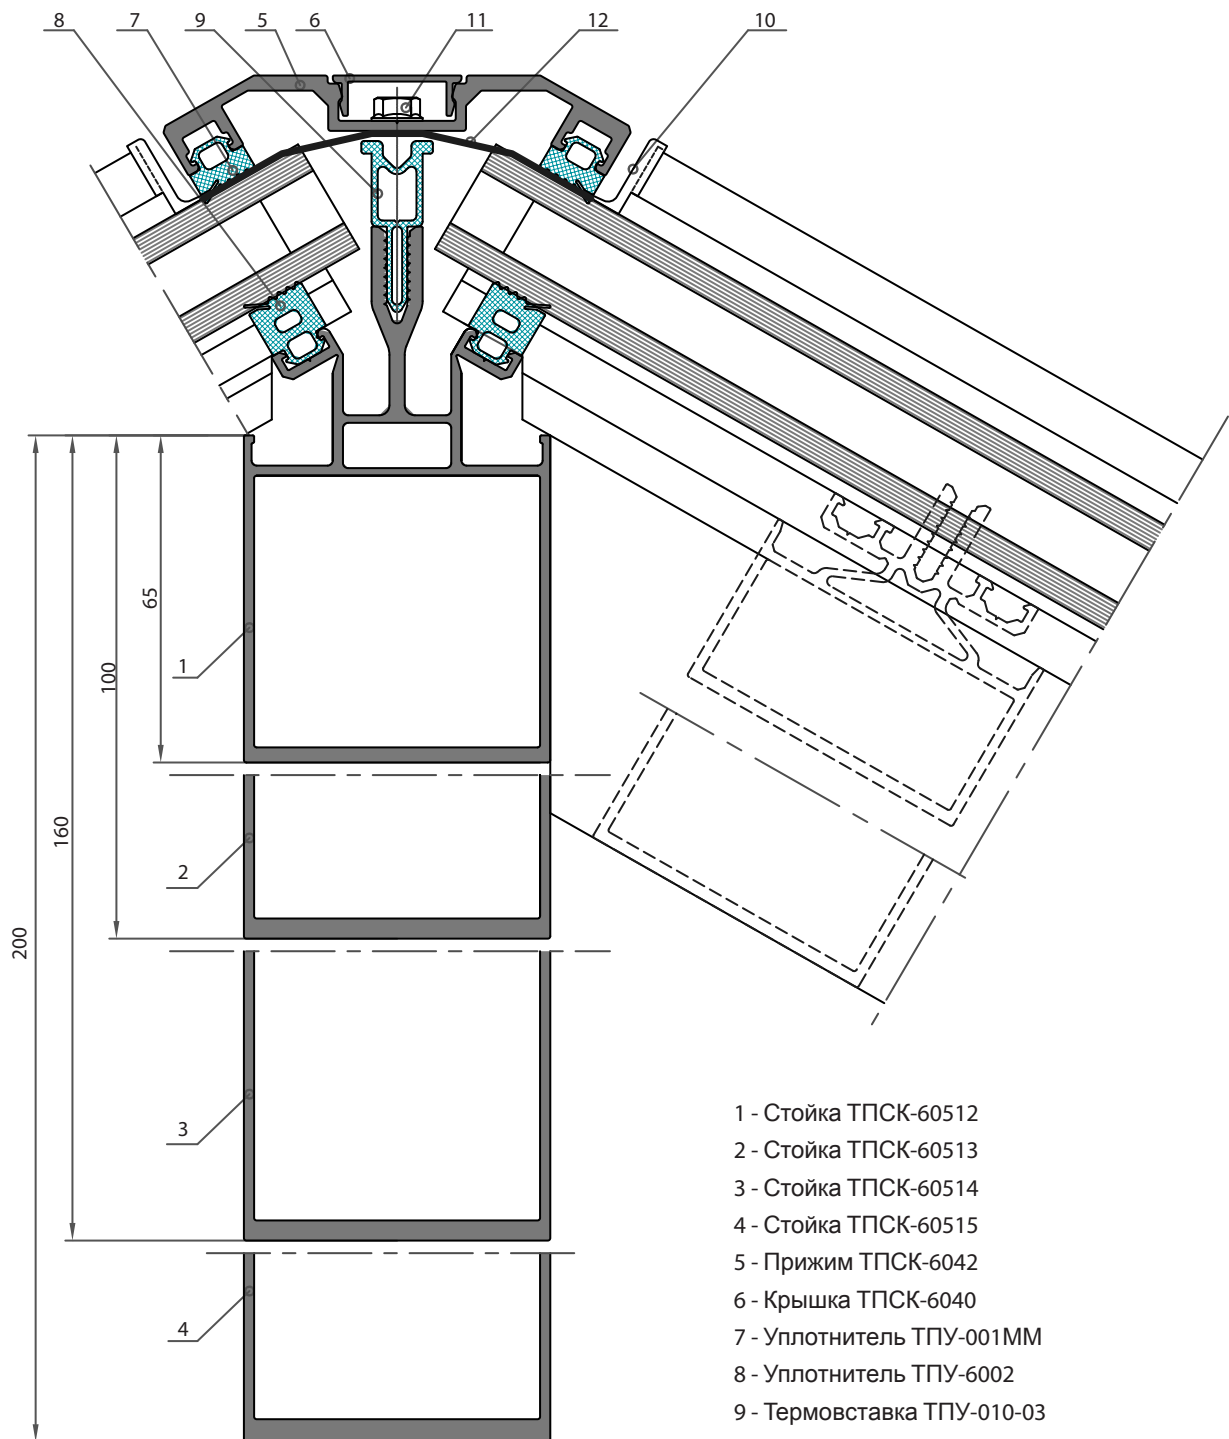 8 7 9 5 6 11 12 10
65
1
100
160
2
200
3
4
1 - Стойка ТПСК-60512
2 - Стойка ТПСК-60513
3 - Стойка ТПСК-60514
4 - Стойка ТПСК-60515
5 - Прижим ТПСК-6042
6 - Крышка ТПСК-6040
7 - Уплотнитель ТПУ-001ММ
8 - Уплотнитель ТПУ-6002
9 - Термовставка ТПУ-010-03